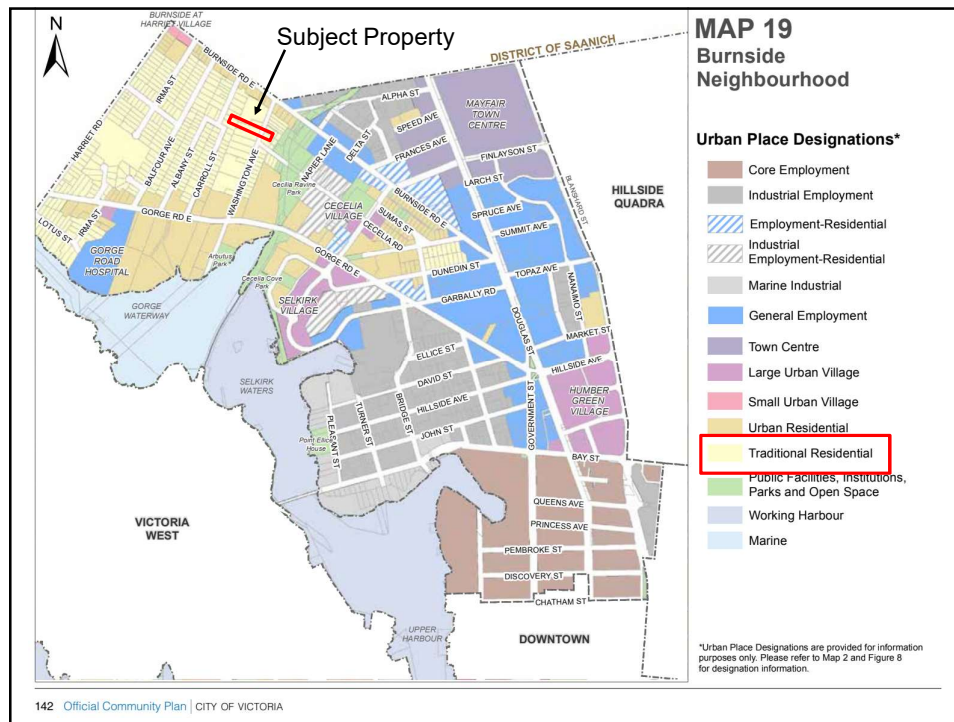 MAP 19
Burnside
Neighbourhood
N
BURNSIDE AT
HARRIET VILLAGE
Subject Property
DISTRICT OF SAANICH
BURNSIDE RD E
IRMA ST
HARRIET RD
BALFOUR AVE
ALBANY ST
CARROLL ST
WASHINGTON AVE
NAPIER LANE
DELTA ST
ALPHA ST
SPEED AVE
FRANCES AVE
MAYFAIR
TOWN
CENTRE
FINLAYSON ST
BLANSHARD ST
HILLSIDE
QUADRA
LARCH ST
SPRUCE AVE
SUMMIT AVE
TOPAZ AVE
NANAIMO ST
MARKET ST
HILLSIDE AVE
DOUGLAS ST
Cecelia Ravine
Park
CECELIA
VILLAGE
SUMAS ST
CECELIA RD
BURNSIDE RD E
DUNEDIN ST
GARBALLY RD
GORGE RD E
GORGE RD E
LOTUS ST
IRMA ST
GORGE
ROAD
HOSPITAL
Arbutus
Park
Cecelia Cove
Park
GORGE
WATERWAY
SELKIRK
VILLAGE
SELKIRK
WATERS
ELLICE ST
DAVID ST
HILLSIDE AVE
JOHN ST
PLEASANT ST
TURNER ST
BRIDGE ST
GOVERNMENT ST
HUMBER
GREEN
VILLAGE
BAY ST
Point Ellice
House
VICTORIA
WEST
QUEENS AVE
PRINCESS AVE
PEMBROKE ST
DISCOVERY ST
CHATHAM ST
UPPER
HARBOUR
DOWNTOWN
Urban Place Designations*
Core Employment
Industrial Employment
Employment-Residential
Industrial
Employment-Residential
Marine Industrial
General Employment
Town Centre
Large Urban Village
Small Urban Village
Urban Residential
Traditional Residential
Public Facilities, Institutions,
Parks and Open Space
Working Harbour
Marine
*Urban Place Designations are provided for information
purposes only. Please refer to Map 2 and Figure 8
for designation information.
142 Official Community Plan | CITY OF VICTORIA